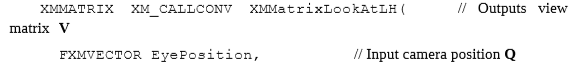 XMMATRIX XM_CALLCONV XMMatrixLookAtLH( // Outputs view
matrix V
FXMVECTOR EyePosition, // Input camera position Q